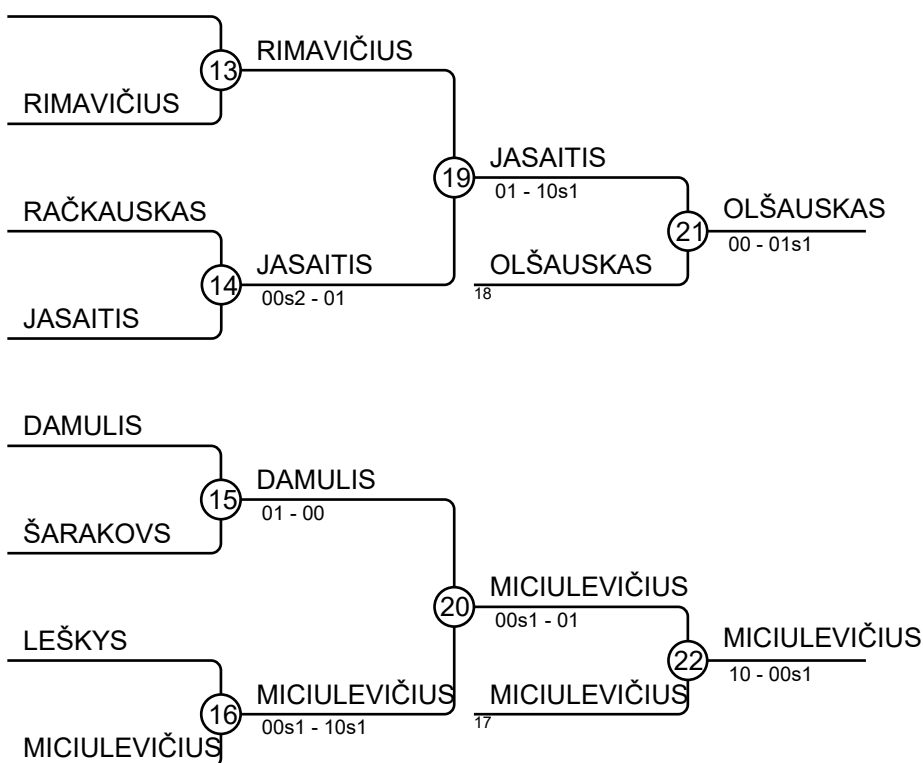 RIMAVIČIUS
13
RIMAVIČIUS
JASAITIS
19
01 - 10s1
OLŠAUSKAS
RAČKAUSKAS
21
00 - 01s1
JASAITIS
OLŠAUSKAS
14
00s2 - 01
18
JASAITIS
DAMULIS
DAMULIS
15
01 - 00
ŠARAKOVS
MICIULEVIČIUS
20
00s1 - 01
LEŠKYS
MICIULEVIČIUS
22
10 - 00s1
MICIULEVIČIUS
MICIULEVIČIUS
16
00s1 - 10s1
17
MICIULEVIČIUS